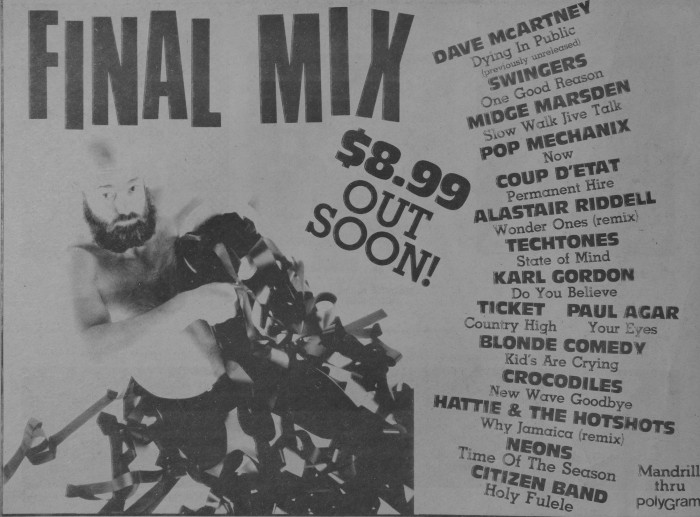 FINAL MIX
$8.99
OUT
SOON!
DAVE McARTNEY
Dying In Public
(previously unreleased)
SWINGERS
One Good Reason
MIDGE MARSDEN
Slow Walk Jive Talk
POP MECHANIX
Now
COUP D'ETAT
Permanent Hire
ALASTAIR RIDDELL
Wonder Ones (remix)
TECHTONES
State of Mind
KARL GORDON
Do You Believe
TICKET PAUL AGAR
Country High Your Eyes
BLONDE COMEDY
Kid's Are Crying
CROCODILES
New Wave Goodbye
HATTIE & THE HOTSHOTS
Why Jamaica (remix)
NEONS
Time Of The Season
CITIZEN BAND
Holy Fulele
Mandrill
thru
polyGram